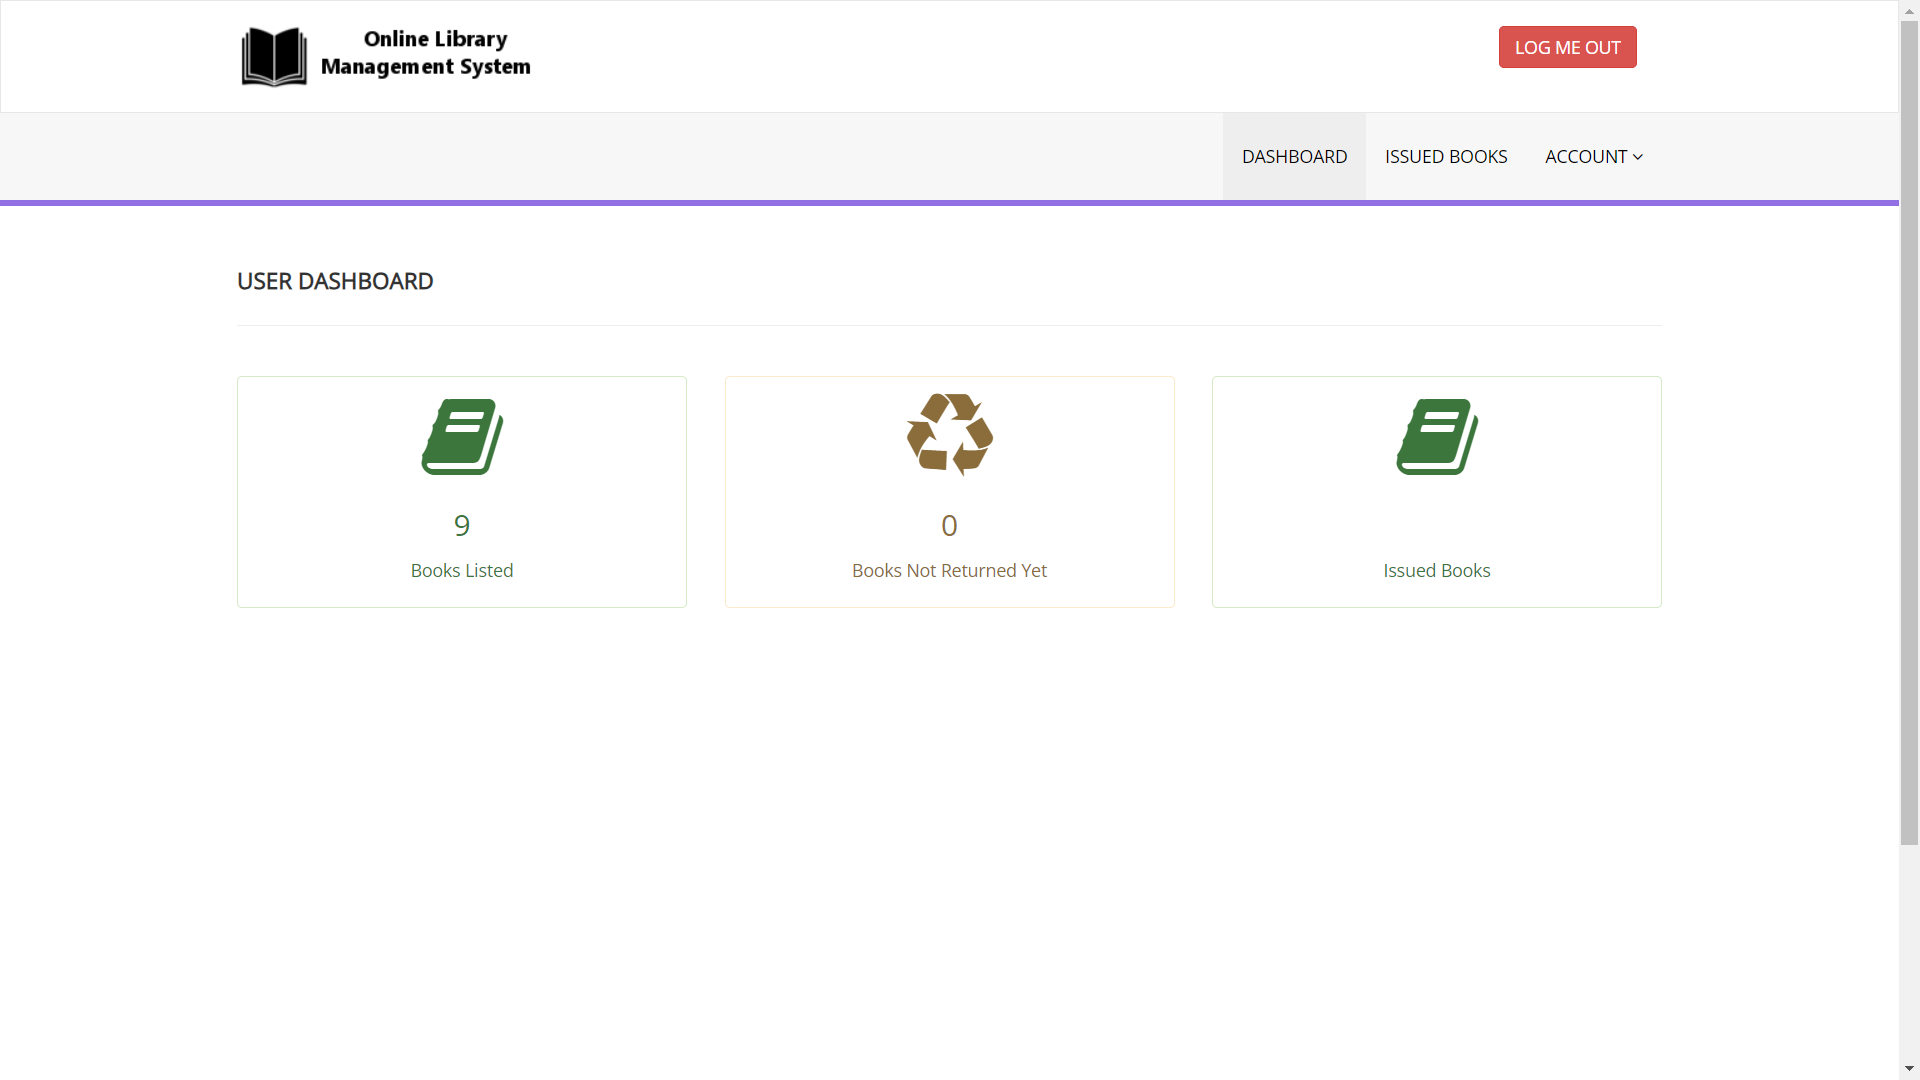 Online Library
Management System
LOG ME OUT
DASHBOARD
ISSUED BOOKS
ACCOUNT
USER DASHBOARD
9
Books Listed
0
Books Not Returned Yet
Issued Books